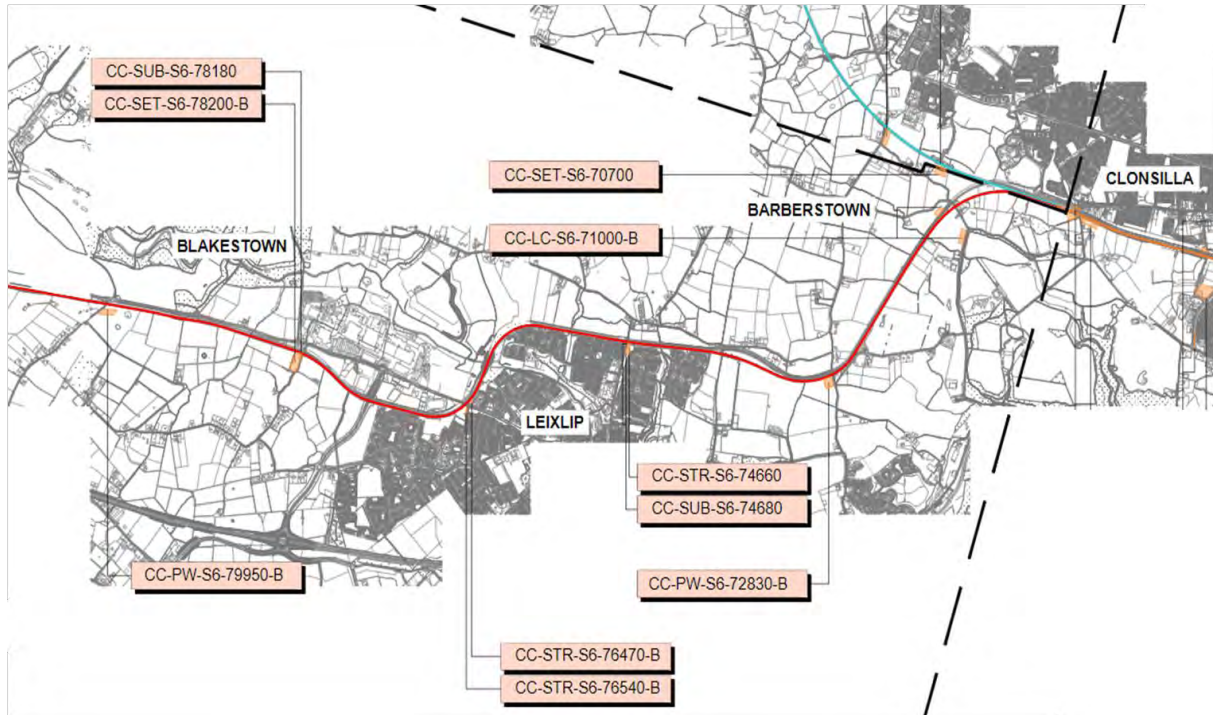 CC-SUB-S6-78180
CC-SET-S6-78200-B
CC-SET-S6-70700
CLONSILLA
BARBERSTOWN
CC-LC-S6-71000-B
BLAKESTOWN
LEIXLIP
CC-STR-S6-74660
CC-SUB-S6-74680
CC-PW-S6-79950-B
CC-PW-S6-72830-B
CC-STR-S6-76470-B
CC-STR-S6-76540-B